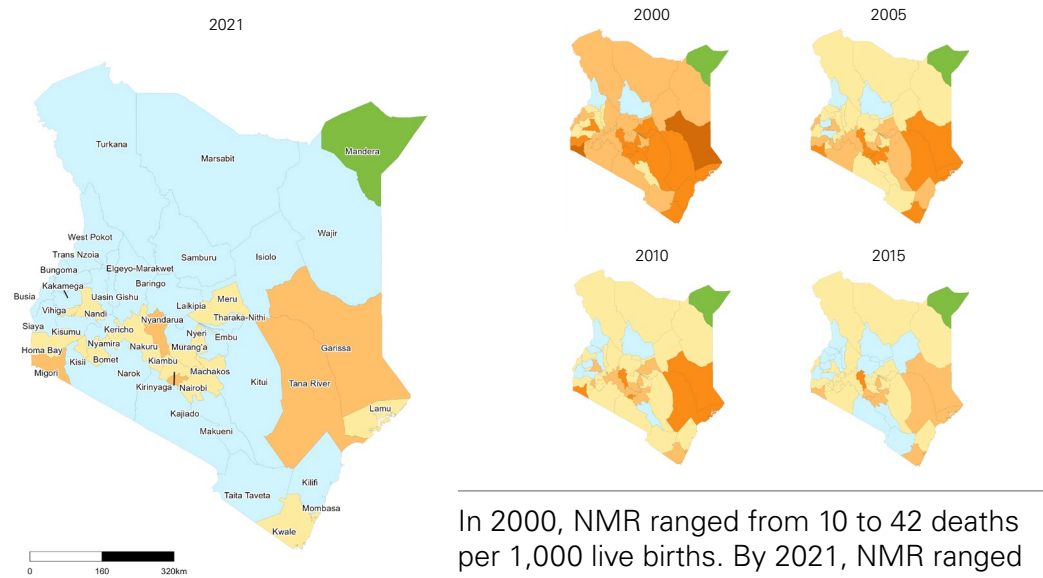 2021
Turkana
Marsabit
Mandera
Wajir
West Pokot
Trans Nzoia
Samburu
Isiolo
Bungoma
Elgeyo-Marakwet
Kakamega
Baringo
Busia
Uasin Gishu
Laikipia
Meru
Vihiga
Nandi
Tharaka-Nithi
Siaya
Kisumu
Kericho
Nyandarua
Nyeri
Embu
Homa Bay
Nyamira
Nakuru
Murang'a
Garissa
Kisii
Bomet
Kiambu
Migori
Narok
Machakos
Kitui
Tana River
Kirinyaga
Nairobi
Lamu
Kajiado
Makueni
Taita Taveta
Kilifi
Mombasa
Kwale
0 160 320km
2000
2005
2010
2015
In 2000, NMR ranged from 10 to 42 deaths
per 1,000 live births. By 2021, NMR ranged